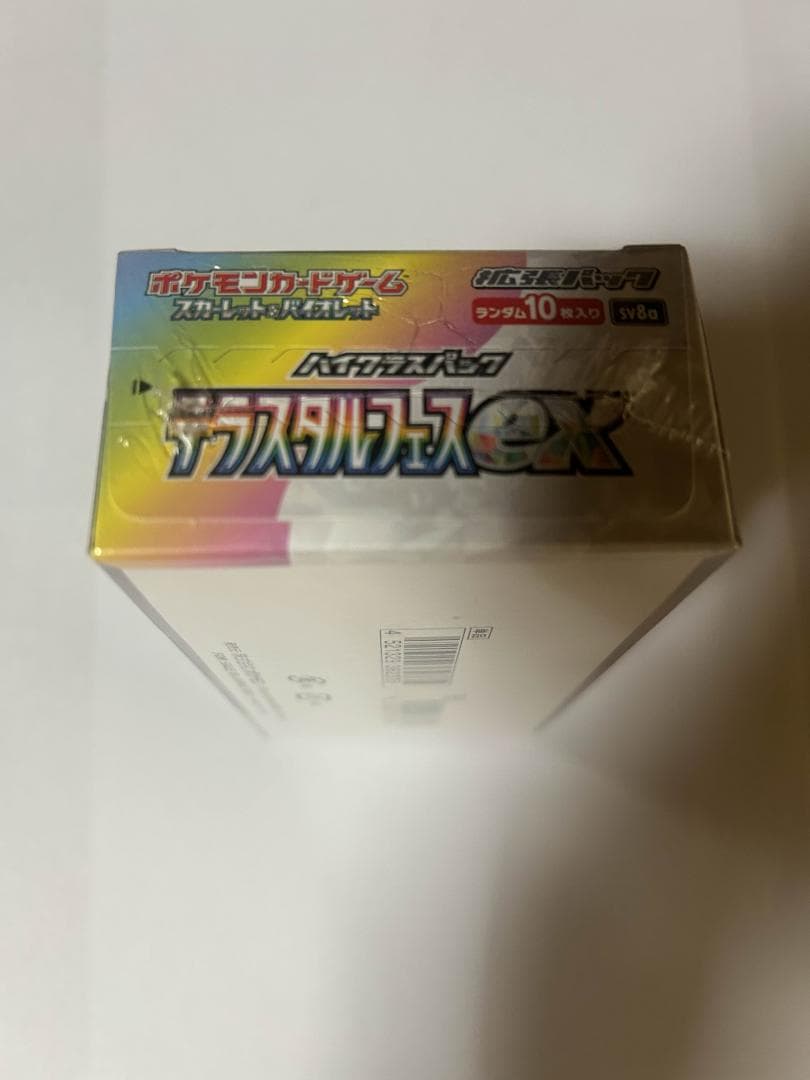 ポケモンカードゲーム
スカーレット&バイオレット
拡張パック
ランダム10枚入り
sv8a
ハイクラスパック
テラスタルフェスex
4 521329